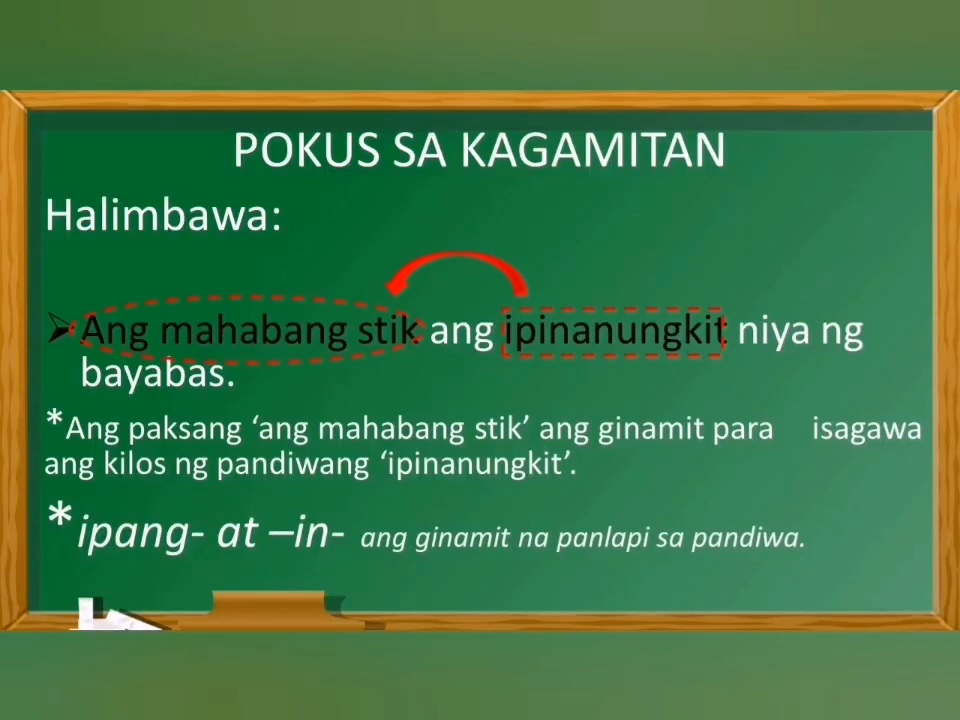 POKUS SA KAGAMITAN
Halimbawa:
➢Ang mahabang stik ang ipinanungkit niya ng
bayabas.
*Ang paksang ‘ang mahabang stik’ ang ginamit para isagawa
ang kilos ng pandiwang ‘ipinanungkit’.
*ipang- at –in- ang ginamit na panlapi sa pandiwa.